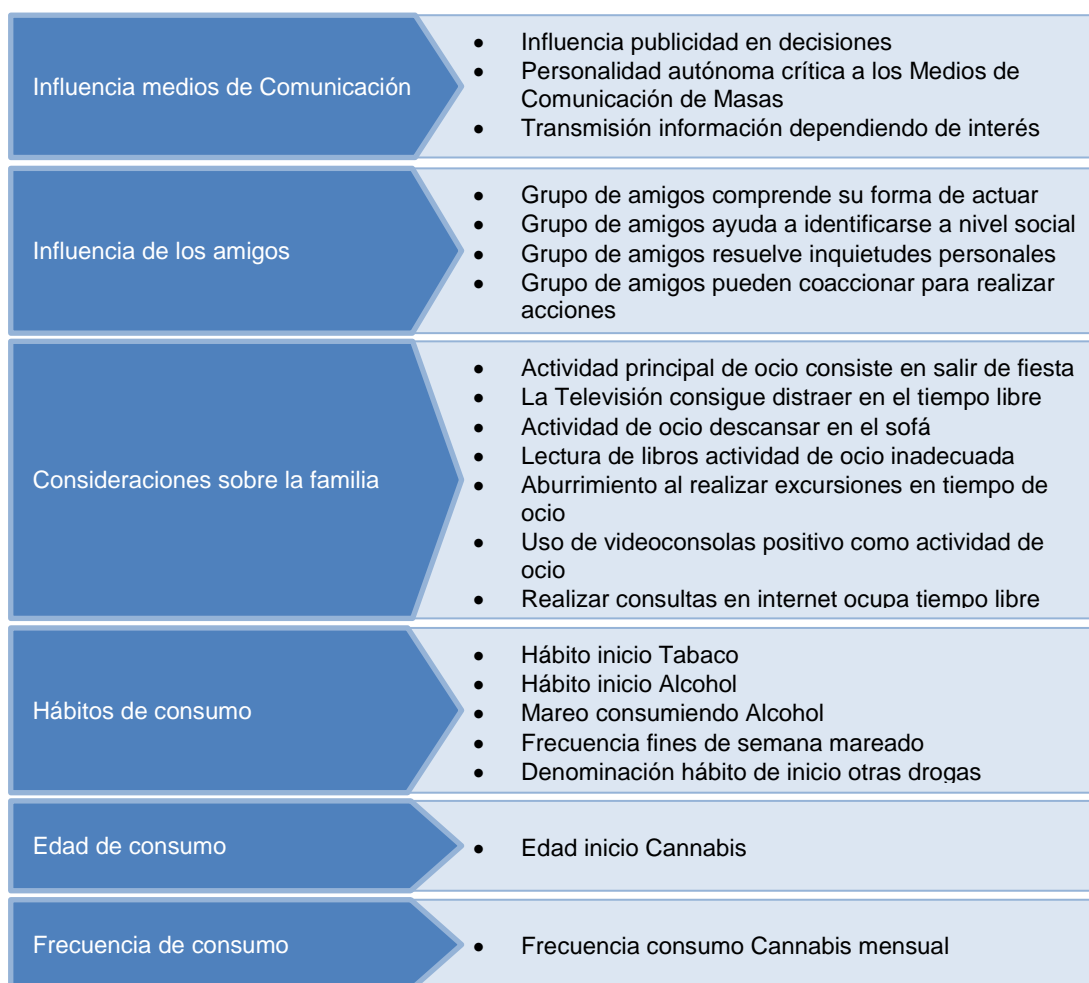 Influencia medios de Comunicación
• Influencia publicidad en decisiones
• Personalidad autónoma crítica a los Medios de
Comunicación de Masas
• Transmisión información dependiendo de interés
Influencia de los amigos
• Grupo de amigos comprende su forma de actuar
• Grupo de amigos ayuda a identificarse a nivel social
• Grupo de amigos resuelve inquietudes personales
• Grupo de amigos pueden coaccionar para realizar
acciones
Consideraciones sobre la familia
• Actividad principal de ocio consiste en salir de fiesta
• La Televisión consigue distraer en el tiempo libre
• Actividad de ocio descansar en el sofá
• Lectura de libros actividad de ocio inadecuada
• Aburrimiento al realizar excursiones en tiempo de
ocio
• Uso de videoconsolas positivo como actividad de
ocio
• Realizar consultas en internet ocupa tiempo libre
Hábitos de consumo
• Hábito inicio Tabaco
• Hábito inicio Alcohol
• Mareo consumiendo Alcohol
• Frecuencia fines de semana mareado
• Denominación hábito de inicio otras drogas
Edad de consumo
• Edad inicio Cannabis
Frecuencia de consumo
• Frecuencia consumo Cannabis mensual